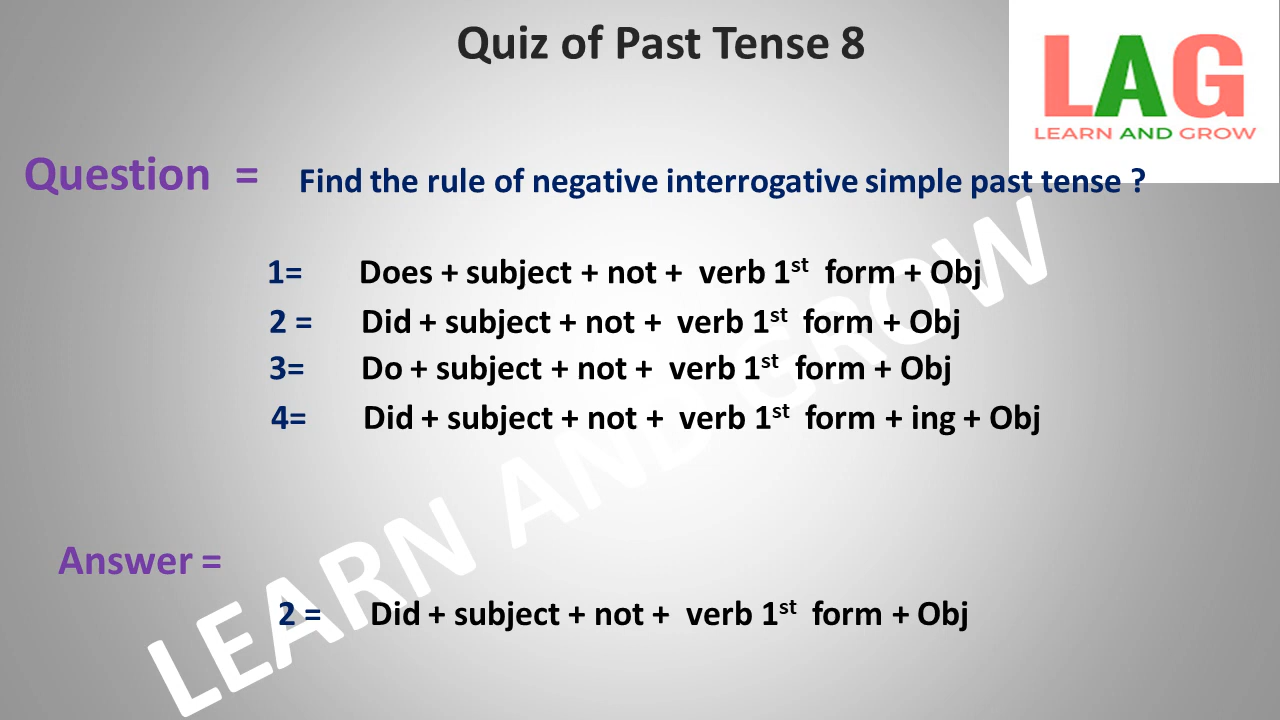 Quiz of Past Tense 8
LAG
LEARN AND GROW
Question = Find the rule of negative interrogative simple past tense ?
1= Does + subject + not + verb 1st form + Obj
2 = Did + subject + not + verb 1st form + Obj
3= Do + subject + not + verb 1st form + Obj
4= Did + subject + not + verb 1st form + ing + Obj
LEARN AND GROW
Answer =
2 = Did + subject + not + verb 1st form + Obj